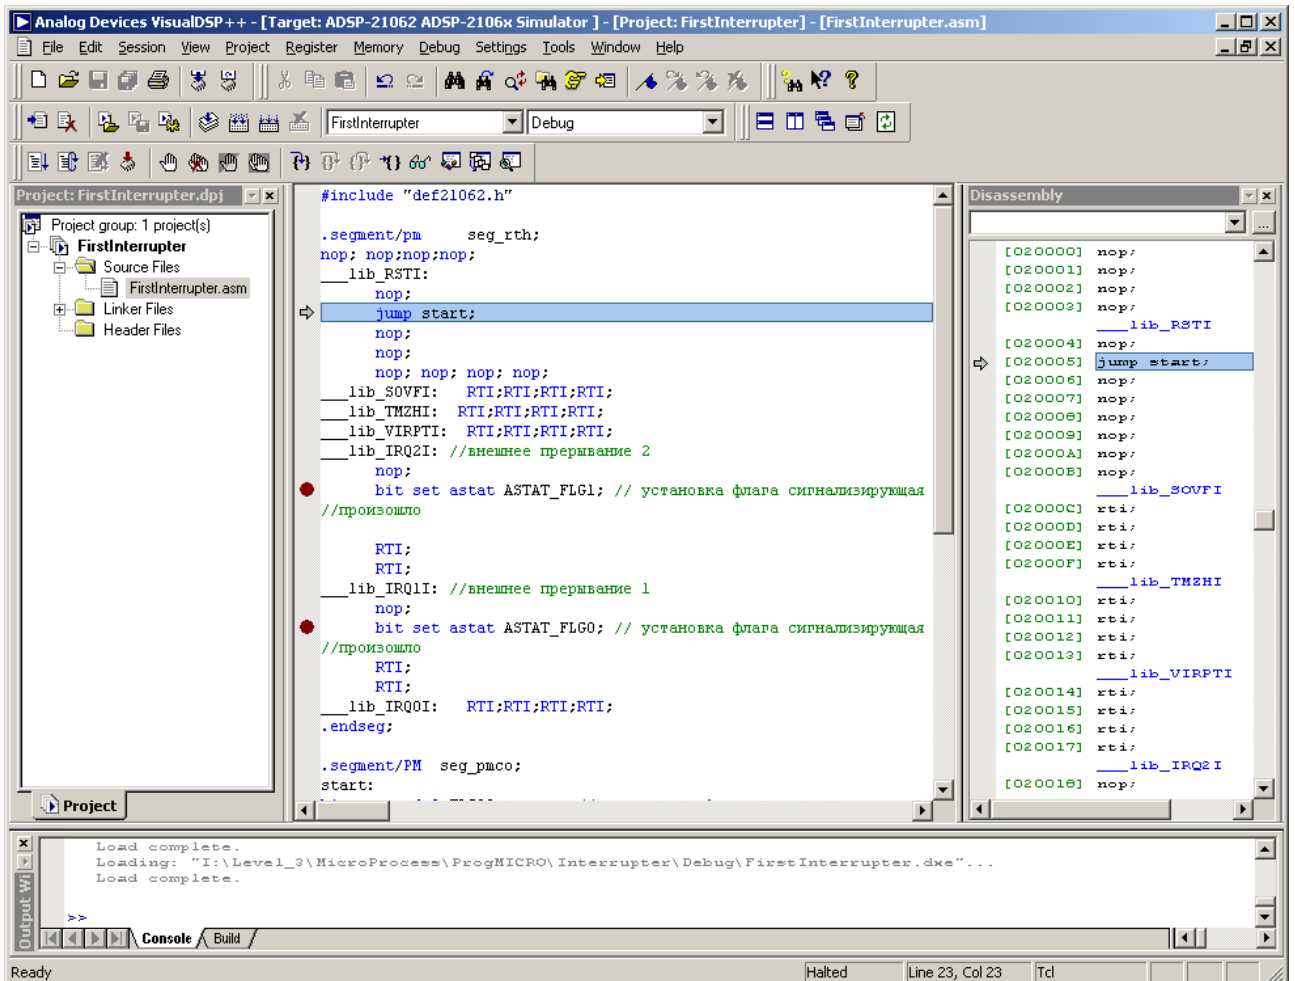 Analog Devices VisualDSP++ - [Target: ADSP-21062 ADSP-2106x Simulator ] - [Project: FirstInterrupter] - [FirstInterrupter.asm]
File Edit Session View Project Register Memory Debug Settings Tools Window Help
FirstInterrupter Debug
Project: FirstInterrupter.dpj
Project group: 1 project(s)
FirstInterrupter
Source Files
FirstInterrupter.asm
Linker Files
Header Files
Project
#include "def21062.h"
.segment/pm seg_rth;
nop; nop;nop;nop;
___lib_RSTI:
nop;
jump start;
nop;
nop;
nop; nop; nop; nop;
___lib_SOVFI: RTI;RTI;RTI;RTI;
___lib_TMZHI: RTI;RTI;RTI;RTI;
___lib_VIRPTI: RTI;RTI;RTI;RTI;
___lib_IRQ2I: //внешнее прерывание 2
nop;
bit set astat ASTAT_FLG1; // установка флага сигнализирующая
//произошло
RTI;
RTI;
___lib_IRQ1I: //внешнее прерывание 1
nop;
bit set astat ASTAT_FLG0; // установка флага сигнализирующая
//произошло
RTI;
RTI;
___lib_IRQ0I: RTI;RTI;RTI;RTI;
.endseg;
.segment/PM seg_pmco;
start:
Disassembly
...
[020000] nop;
[020001] nop;
[020002] nop;
[020003] nop;
___lib_RSTI
[020004] nop;
[020005] jump start;
[020006] nop;
[020007] nop;
[020008] nop;
[020009] nop;
[02000A] nop;
[02000B] nop;
___lib_SOVFI
[02000C] rti;
[02000D] rti;
[02000E] rti;
[02000F] rti;
___lib_TMZHI
[020010] rti;
[020011] rti;
[020012] rti;
[020013] rti;
___lib_VIRPTI
[020014] rti;
[020015] rti;
[020016] rti;
[020017] rti;
___lib_IRQ2I
[020018] nop;
Output Wi
Load complete.
Loading: "I:\Level_3\MicroProcess\ProgMICRO\Interrupter\Debug\FirstInterrupter.dxe"...
Load complete.
>>
Console Build
Ready Halted Line 23, Col 23 Tcl